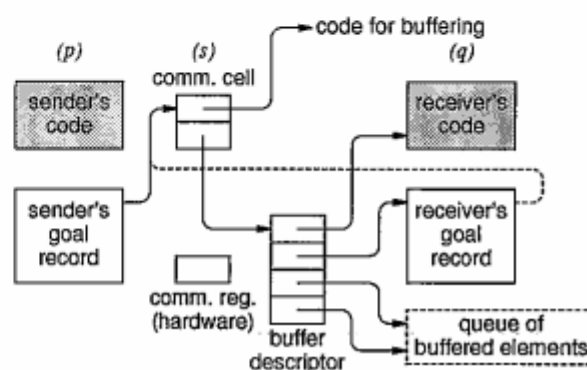 code for buffering
(p)
(s)
(q)
comm. cell
sender's
code
receiver's
code
sender's
goal
record
receiver's
goal
record
comm. reg.
(hardware)
buffer
descriptor
queue of
buffered elements